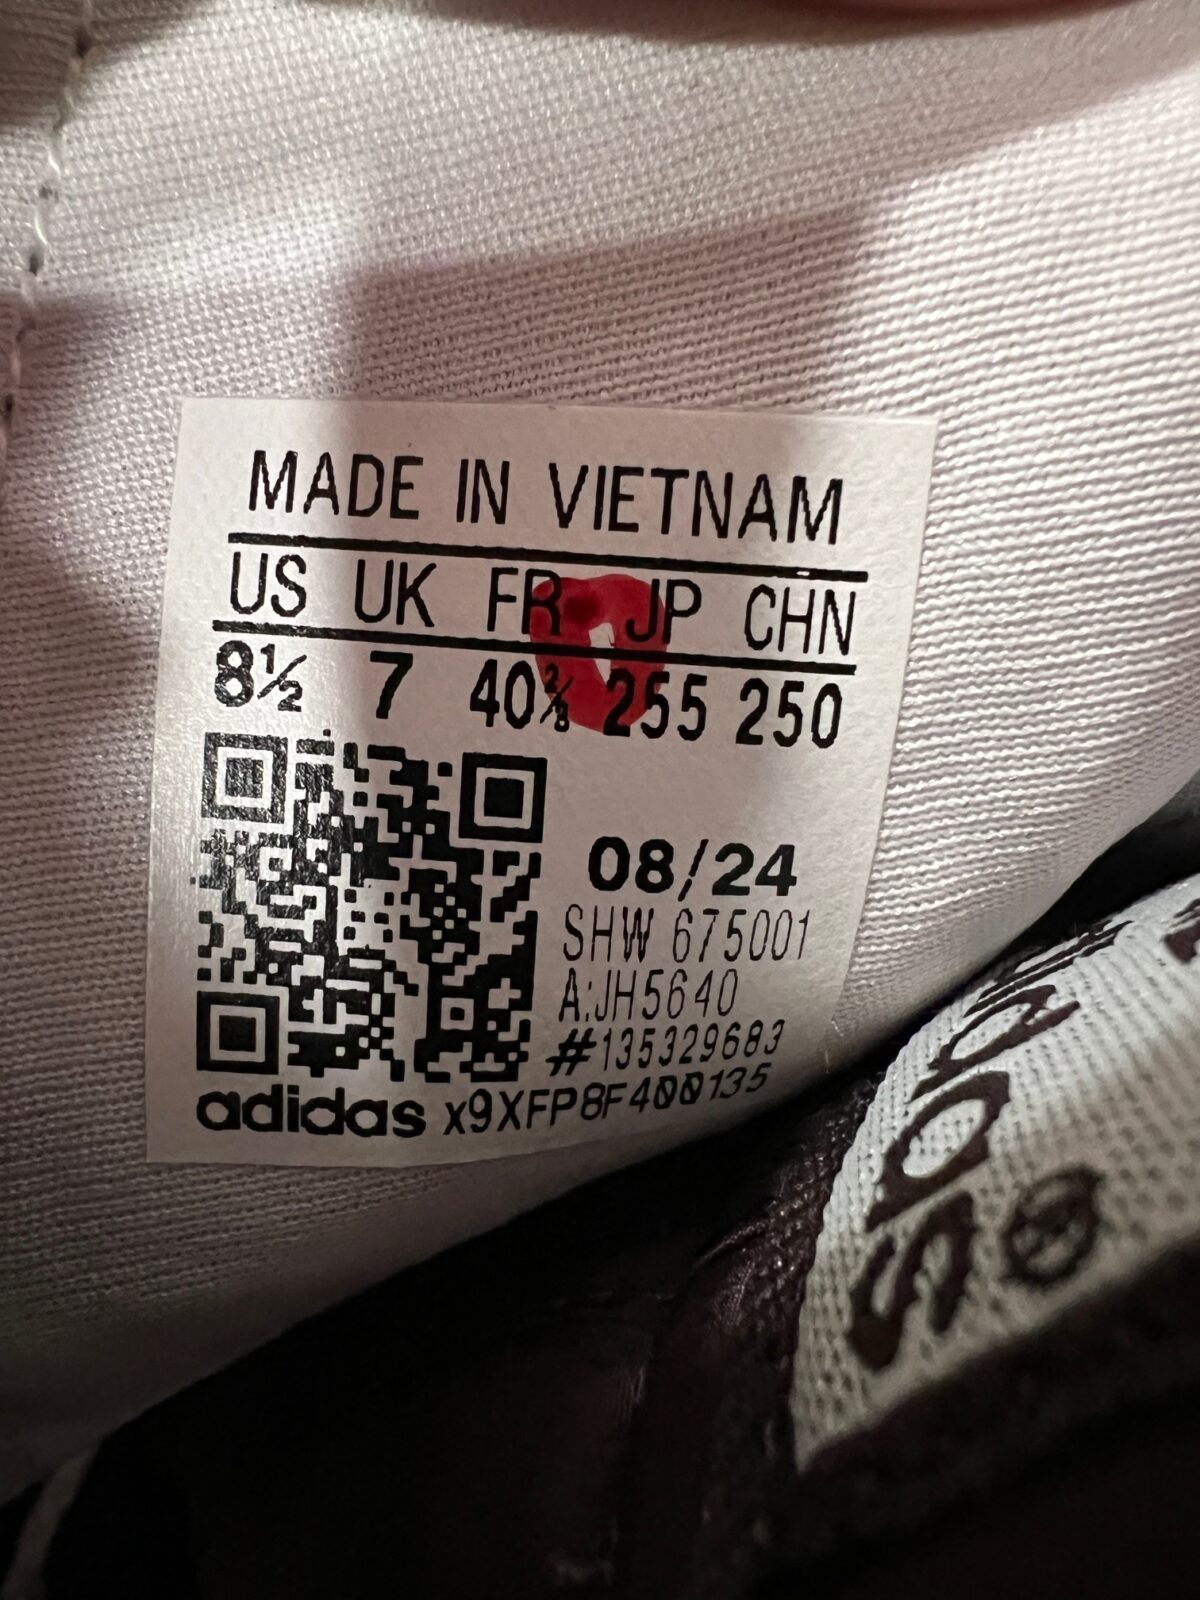 MADE IN VIETNAM
US UK FR JP CHN
8½ 7 40⅔ 255 250
08/24
SHW 675001
A:JH5640
#135329683
adidas x9XFP8F400135
adidas®